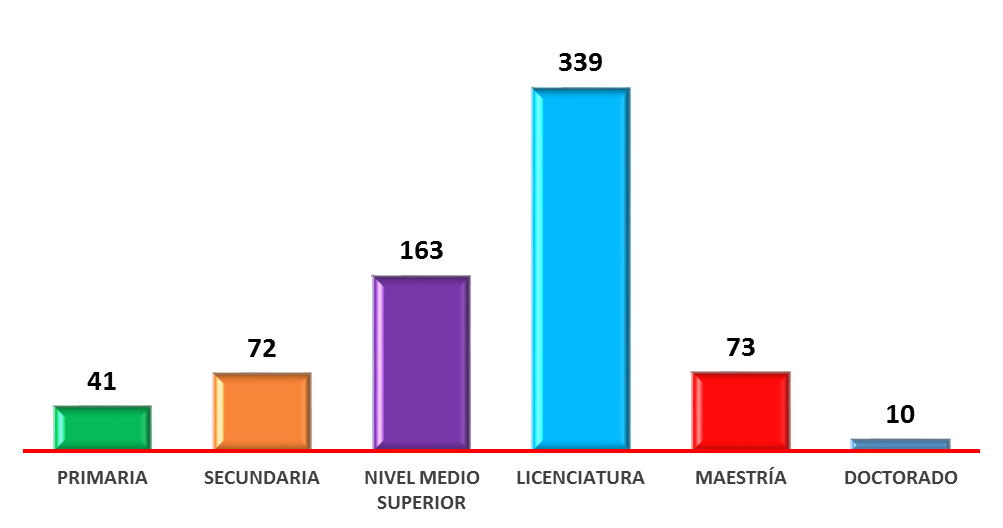 339
163
72
73
41
10
PRIMARIA
SECUNDARIA
NIVEL MEDIO
SUPERIOR
LICENCIATURA
MAESTRÍA
DOCTORADO